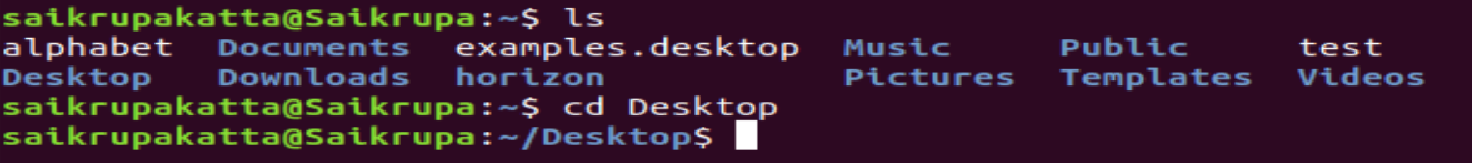 saikrupakatta@Saikrupa:~$ ls
alphabet Documents examples.desktop Music Public test
Desktop Downloads horizon Pictures Templates Videos
saikrupakatta@Saikrupa:~$ cd Desktop
saikrupakatta@Saikrupa:~/Desktop$